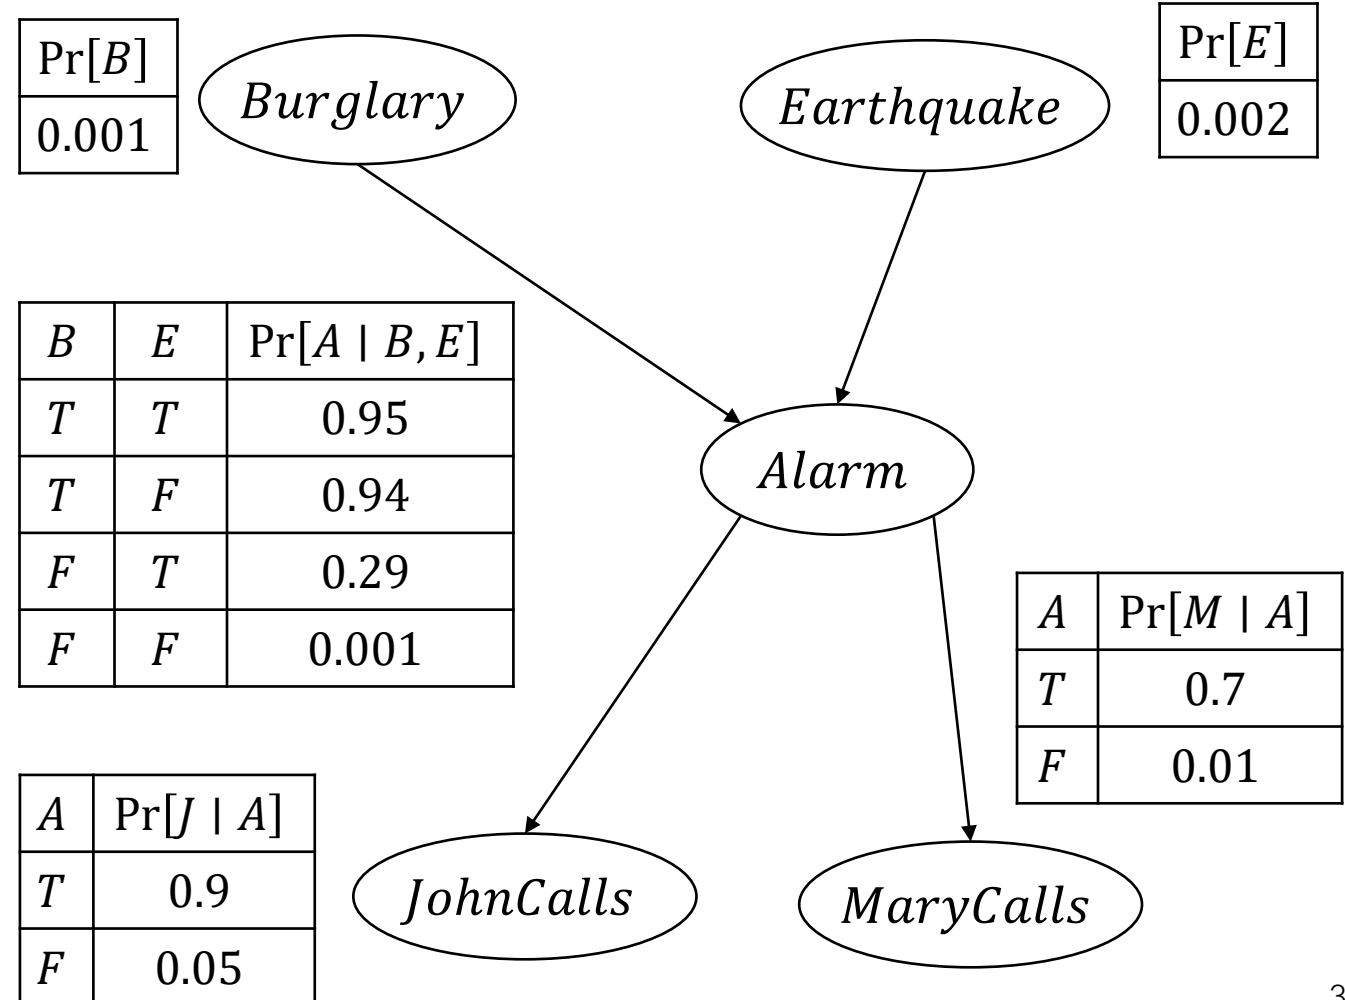 Pr[B]
0.001
Burglary
Earthquake
Pr[E]
0.002
B E Pr[A | B, E]
T T 0.95
T F 0.94
F T 0.29
F F 0.001
Alarm
A Pr[M | A]
T 0.7
F 0.01
A Pr[J | A]
T 0.9
F 0.05
JohnCalls
MaryCalls
3